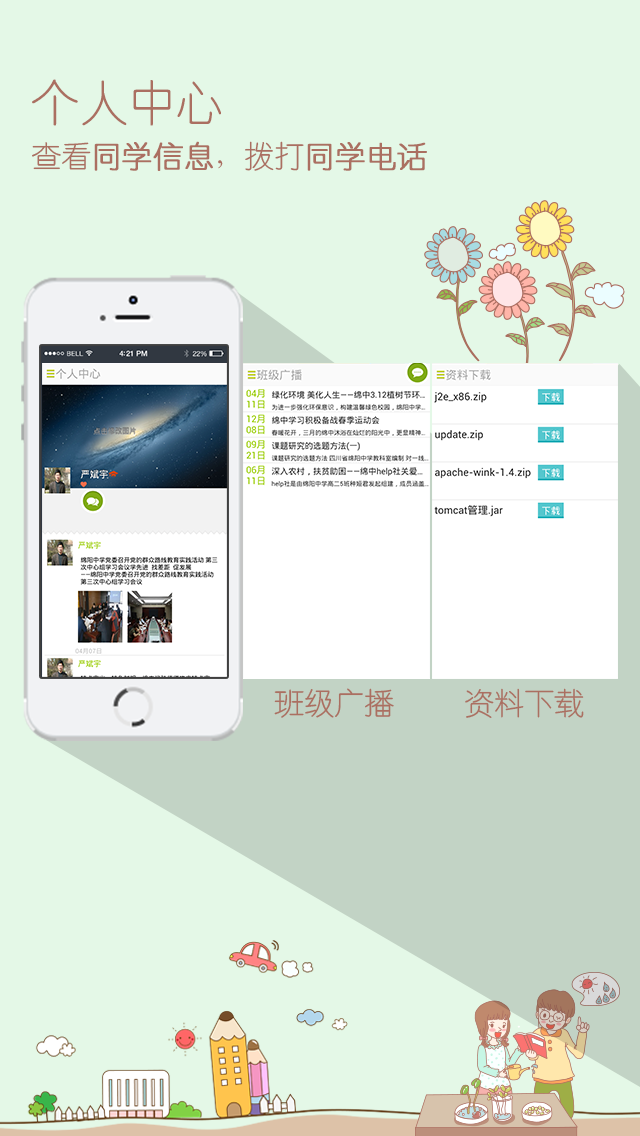 个人中心
查看同学信息，拨打同学电话
BELL
4:21 PM
22%
个人中心
严斌宇
严斌宇
绵阳中学党委召开党的群众路线教育实践活动 第三
次中心组学习会议学先进 找差距 促发展
——绵阳中学党委召开党的群众路线教育实践活动
第三次中心组学习会议
04月07日
严斌宇
班级广播
04月
11日
绿化环境 美化人生——绵中3.12植树节环...
为进一步强化环保意识，构建温馨绿色校园，绵阳中学...
12月
08日
绵中学习积极备战春季运动会
春暖花开，三月的绵中沐浴在灿烂的阳光中，更显精神...
09月
21日
课题研究的选题方法(一)
课题研究的选题方法 四川省绵阳中学教科室编制 对一线...
06月
11日
深入农村，扶贫助困——绵中help社关爱...
help社是由绵阳中学高二5班种姮君发起组建，成员涵盖...
资料下载
j2e_x86.zip 下载
update.zip 下载
apache-wink-1.4.zip 下载
tomcat管理.jar 下载
班级广播
资料下载